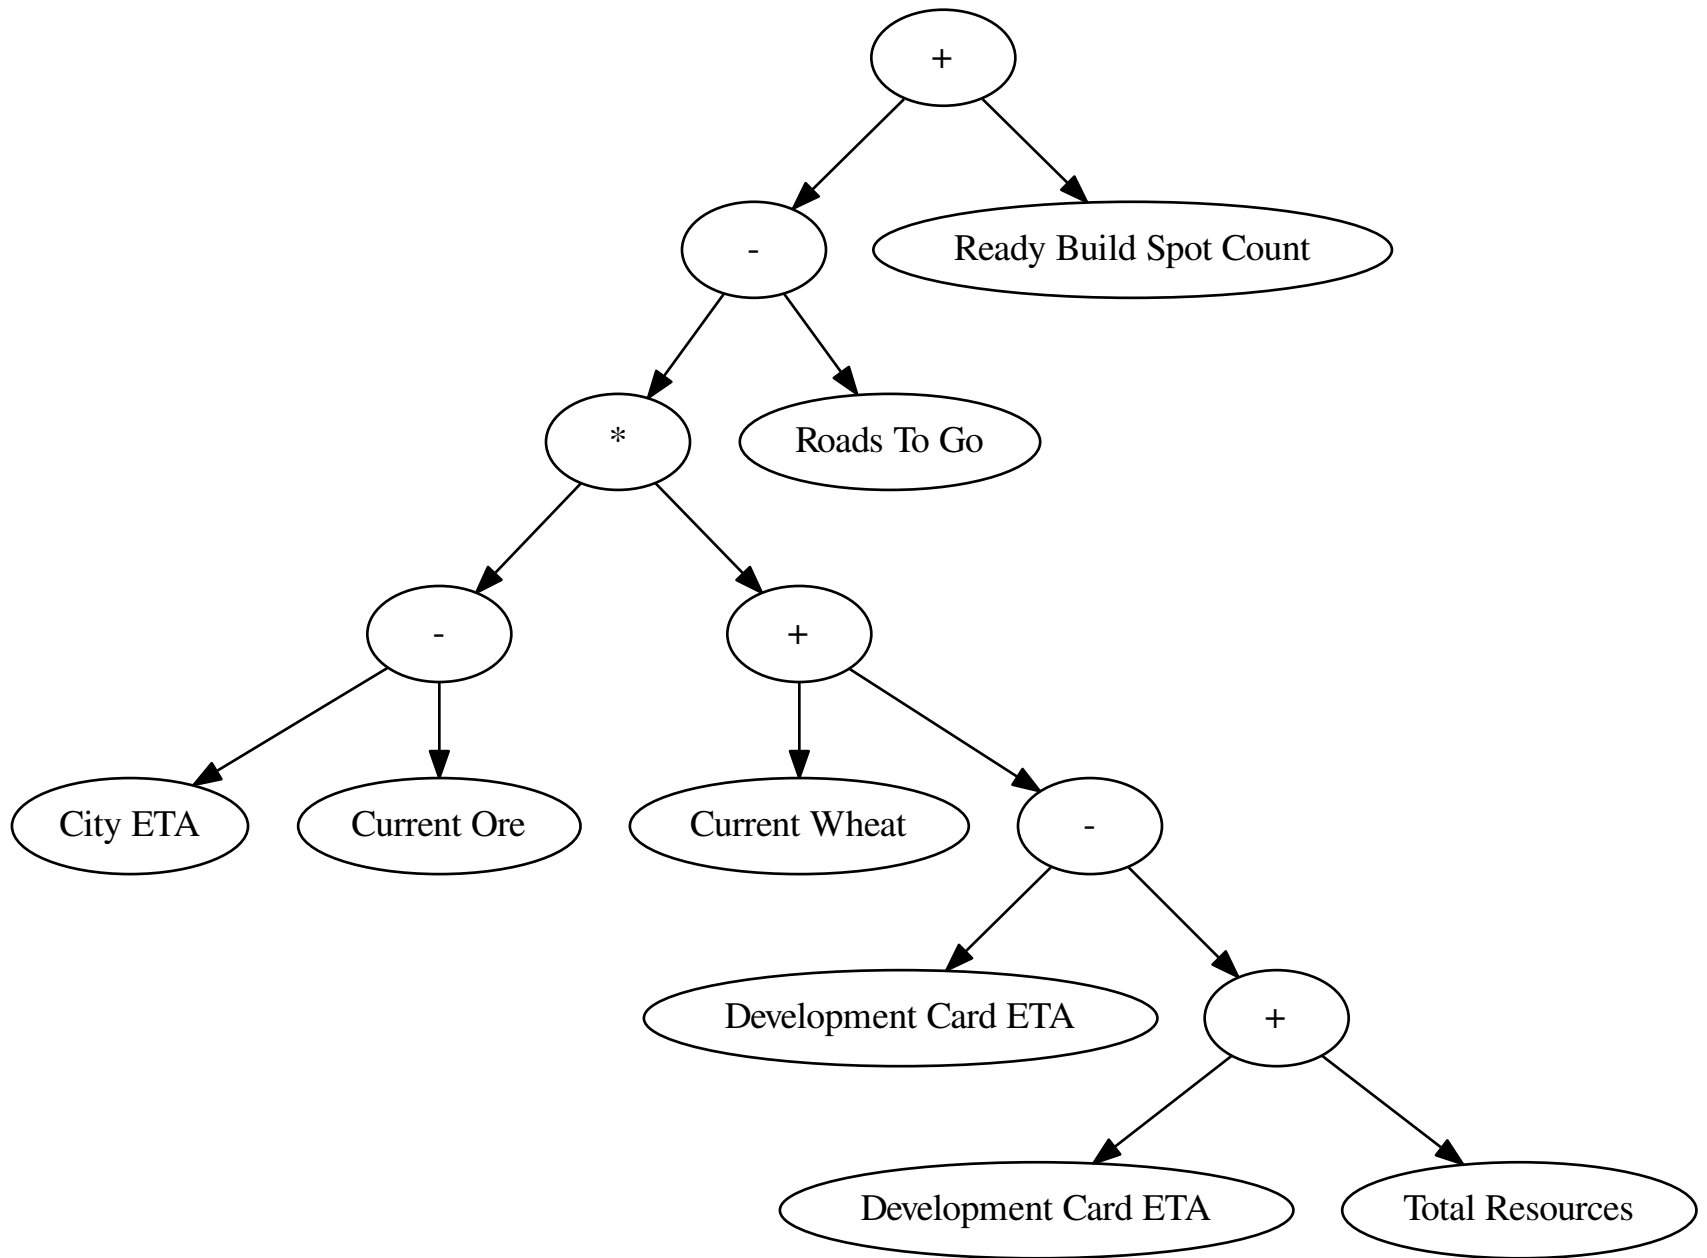 +
-
Ready Build Spot Count
*
Roads To Go
-
+
City ETA
Current Ore
Current Wheat
-
Development Card ETA
+
Development Card ETA
Total Resources